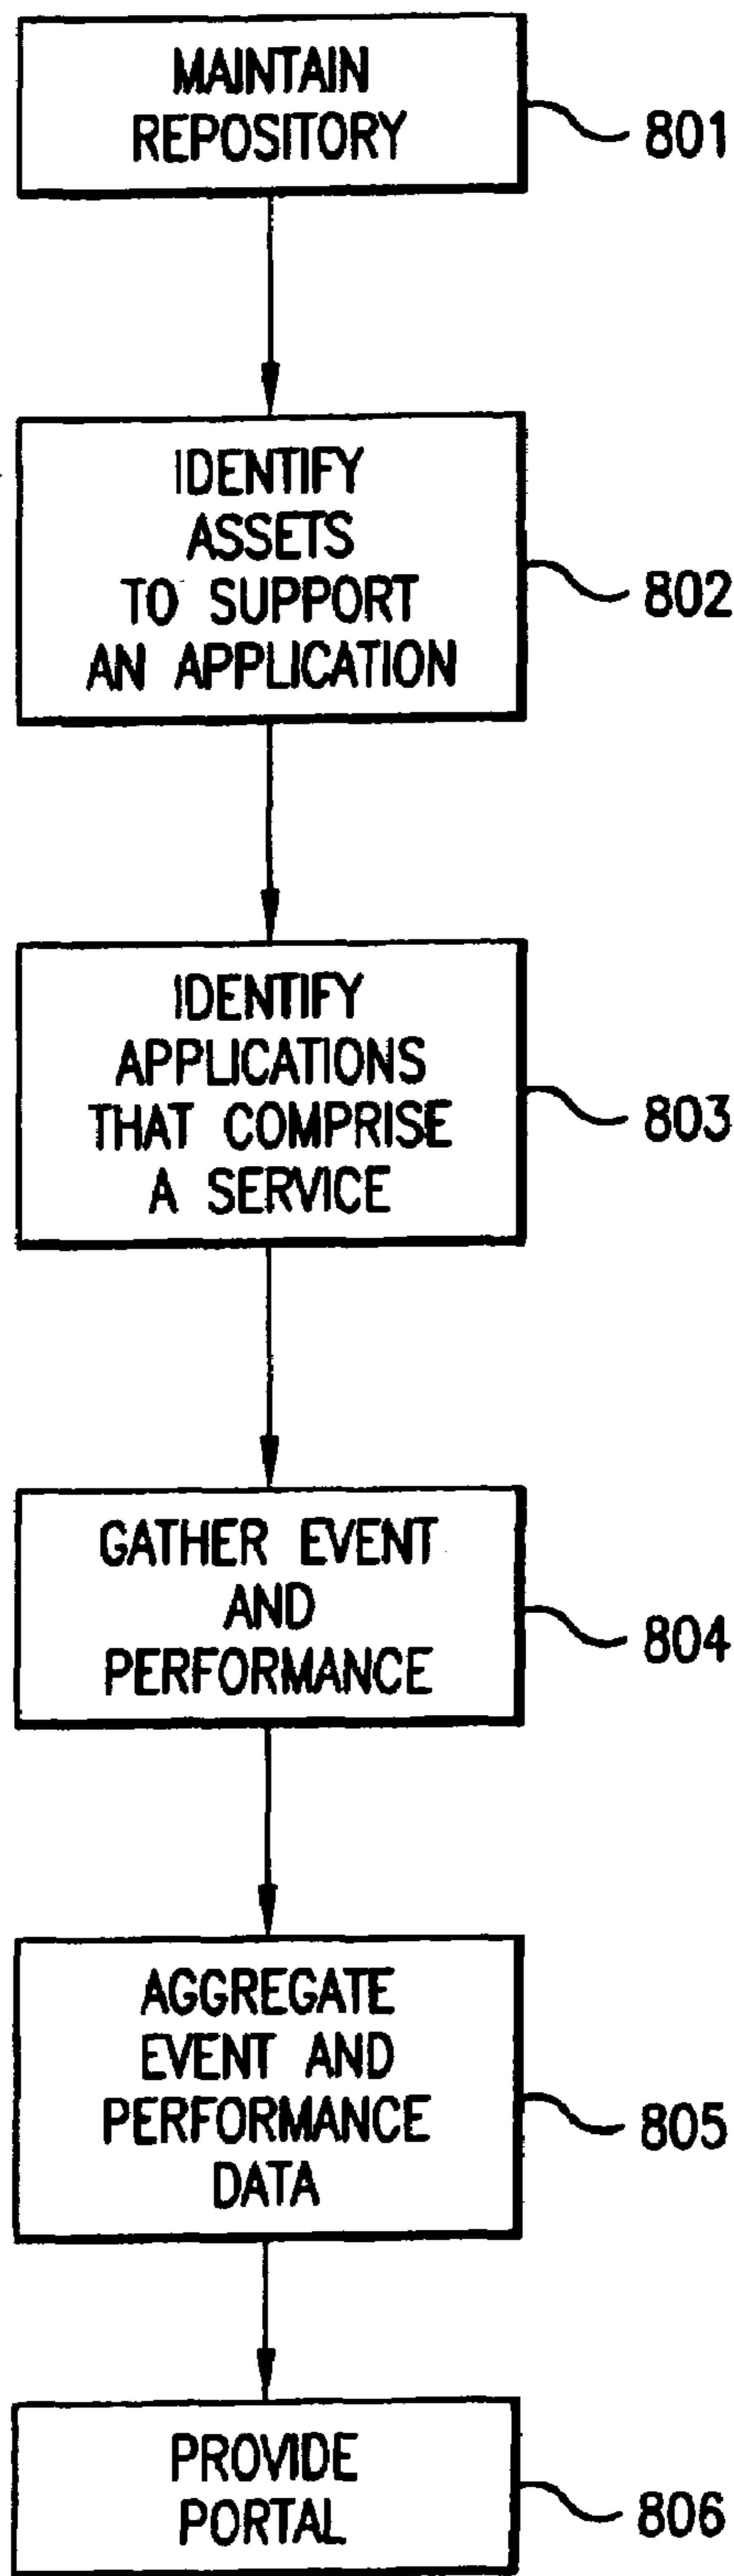 MAINTAIN
REPOSITORY
801
IDENTIFY
ASSETS
TO SUPPORT
AN APPLICATION
802
IDENTIFY
APPLICATIONS
THAT COMPRISE
A SERVICE
803
GATHER EVENT
AND
PERFORMANCE
804
AGGREGATE
EVENT AND
PERFORMANCE
DATA
805
PROVIDE
PORTAL
806